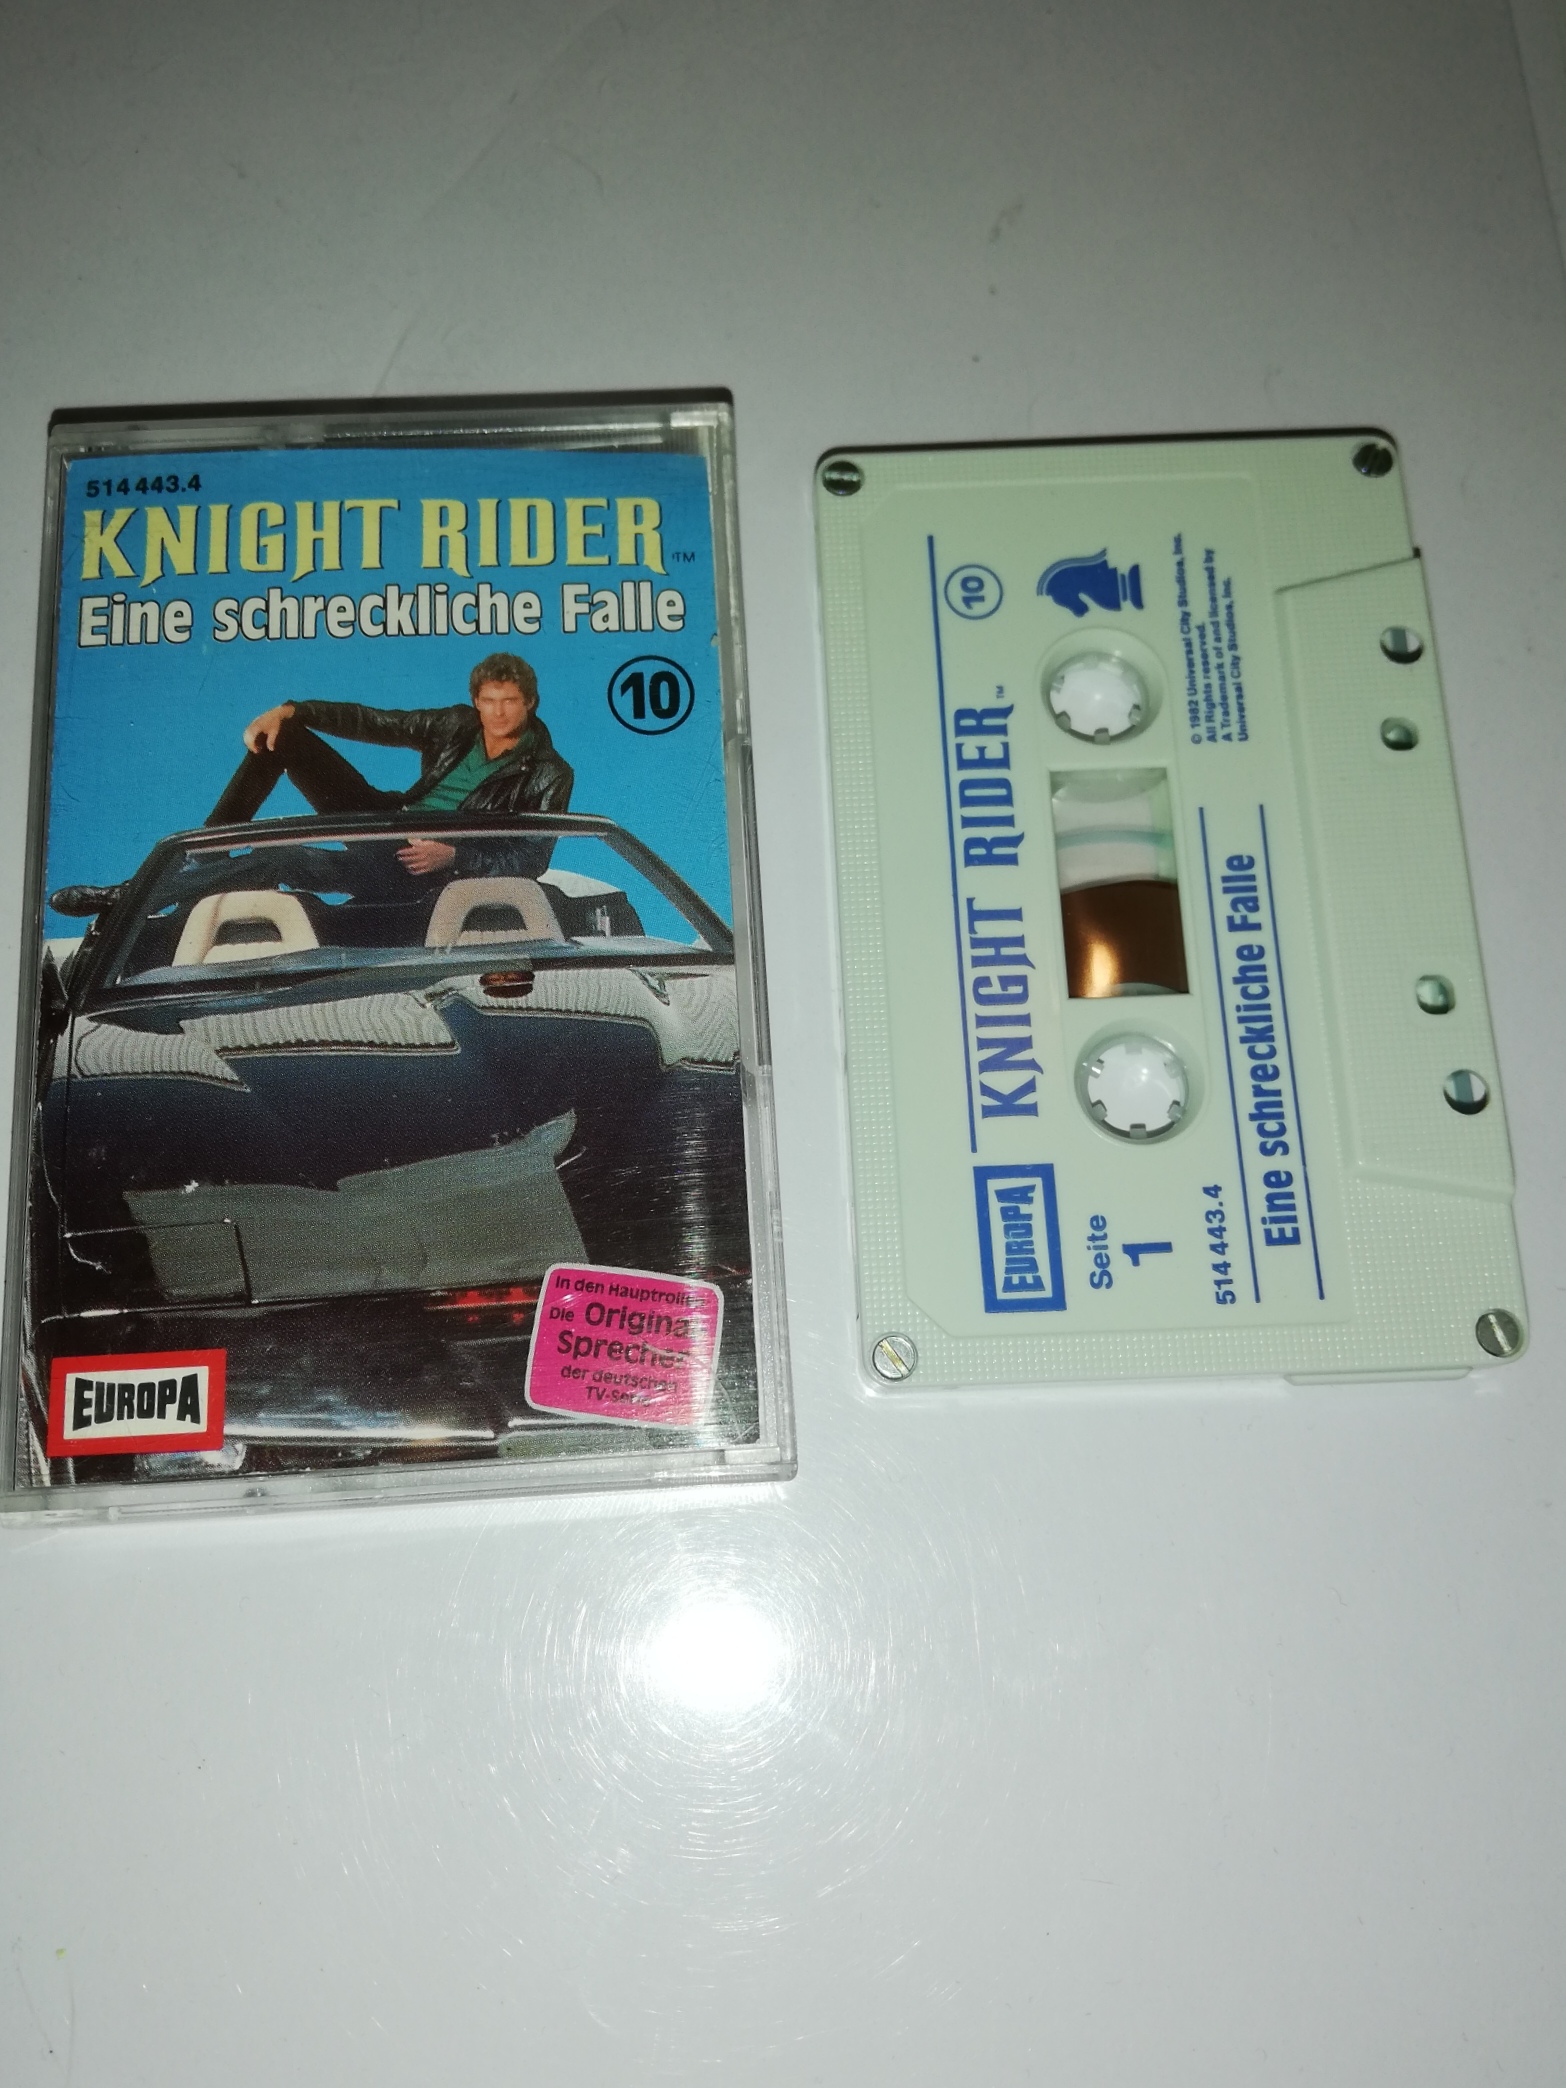 514 443.4
KNIGHT RIDER™
Eine schreckliche Falle
10
In den Hauptrollen
Die Original
Sprecher
der deutschen
TV-Serie
EUROPA
10
KNIGHT RIDER™
EUROPA
Seite
1
© 1982 Universal City Studios, Inc.
All Rights reserved.
A Trademark of and licensed by
Universal City Studios, Inc.
514 443.4
Eine schreckliche Falle